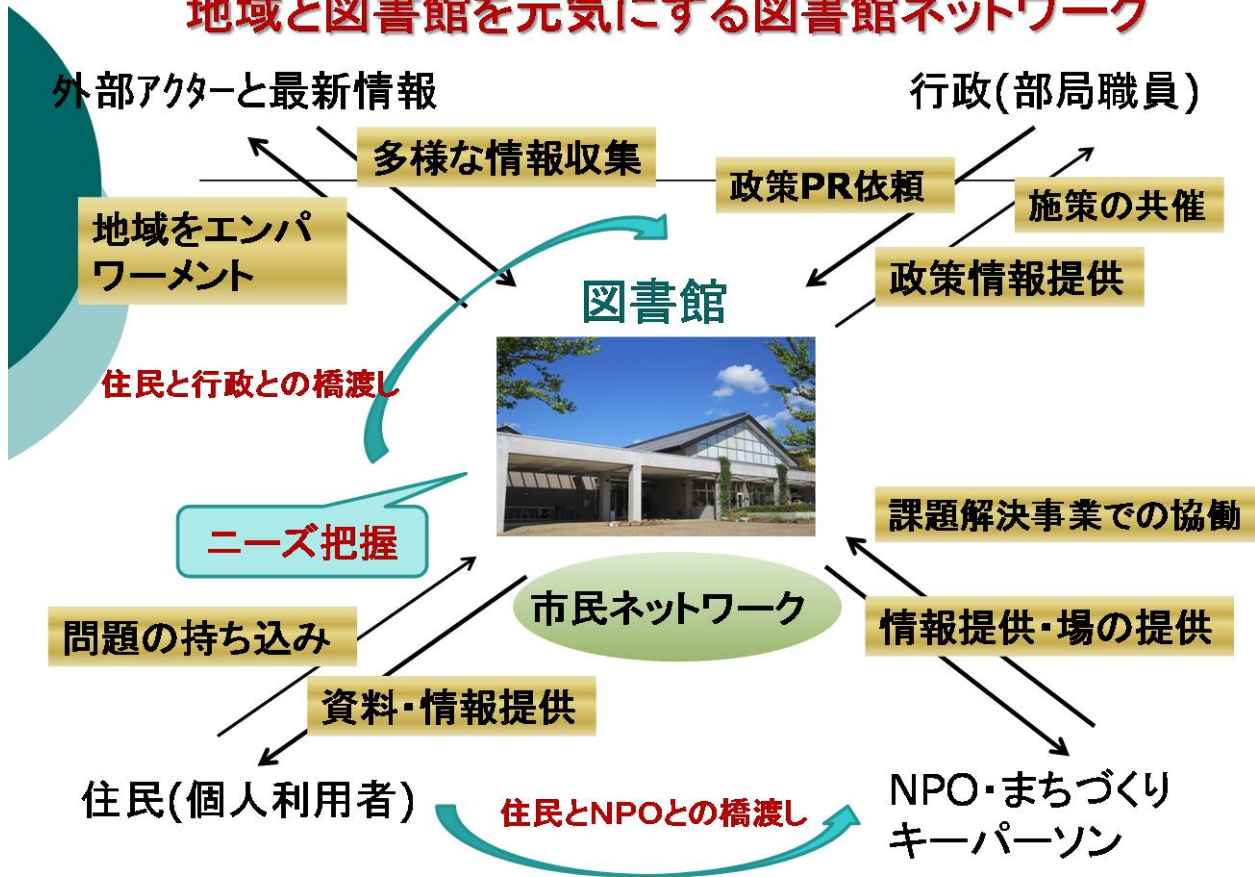 地域と図書館を元気にする図書館ネットワーク
外部アクターと最新情報
行政(部局職員)
多様な情報収集
政策PR依頼
施策の共催
地域をエンパ
ワーメント
政策情報提供
図書館
住民と行政との橋渡し
ニーズ把握
課題解決事業での協働
市民ネットワーク
問題の持ち込み
情報提供・場の提供
資料・情報提供
住民(個人利用者)
住民とNPOとの橋渡し
NPO・まちづくり
キーパーソン